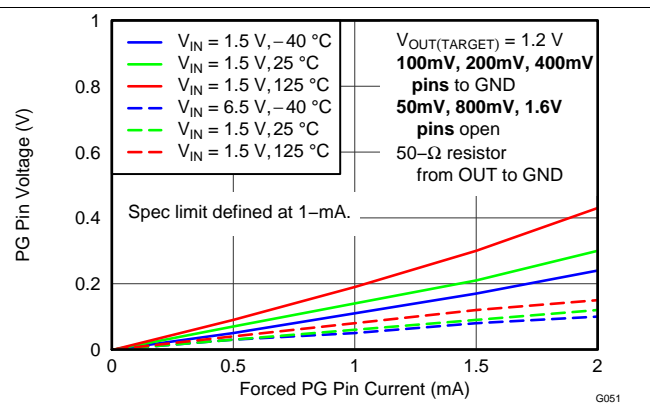 1
0.8
0.6
0.4
0.2
0
PG Pin Voltage (V)
V_IN = 1.5 V, −40 °C
V_IN = 1.5 V, 25 °C
V_IN = 1.5 V, 125 °C
V_IN = 6.5 V, −40 °C
V_IN = 1.5 V, 25 °C
V_IN = 1.5 V, 125 °C
V_OUT(TARGET) = 1.2 V
100mV, 200mV, 400mV
pins to GND
50mV, 800mV, 1.6V
pins open
50−Ω resistor
from OUT to GND
Spec limit defined at 1−mA.
0 0.5 1 1.5 2
Forced PG Pin Current (mA)
G051